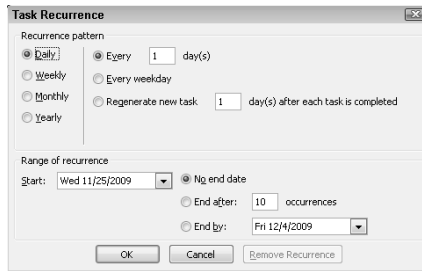 Task Recurrence
Recurrence pattern
Daily
Every 1 day(s)
Weekly
Every weekday
Monthly
Regenerate new task 1 day(s) after each task is completed
Yearly
Range of recurrence
Start: Wed 11/25/2009
No end date
End after: 10 occurrences
End by: Fri 12/4/2009
OK
Cancel
Remove Recurrence